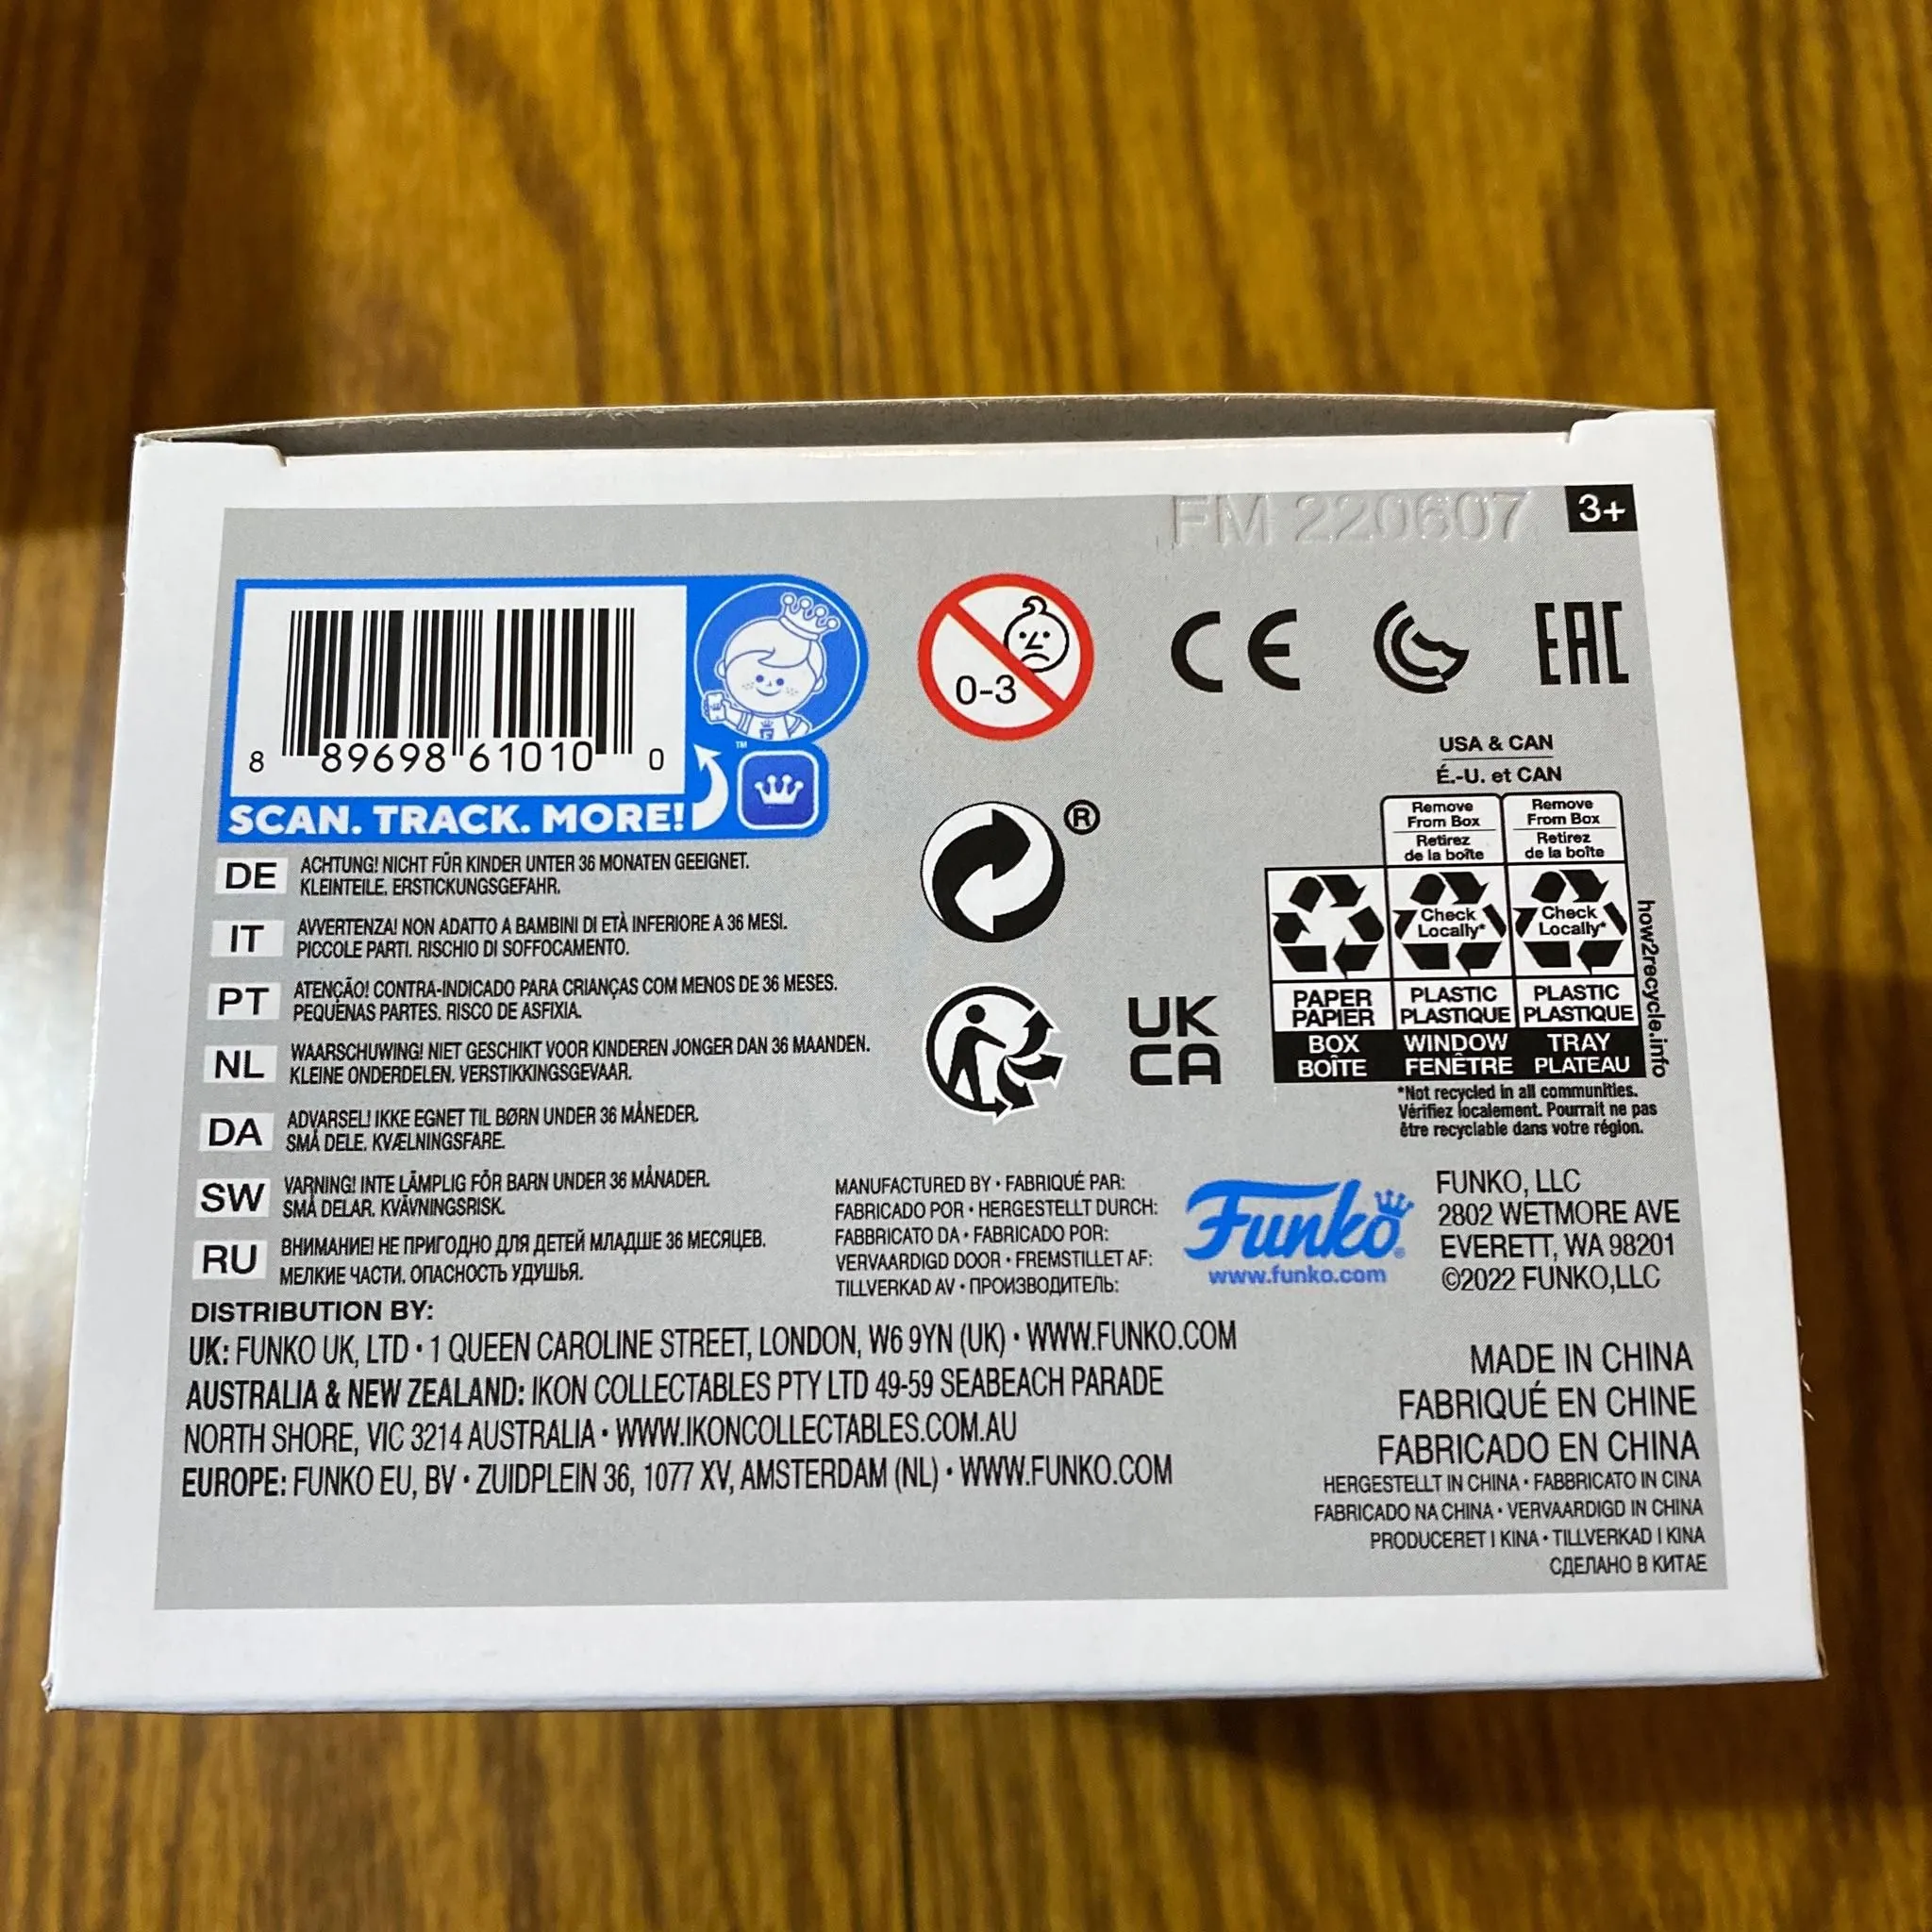 FM 220607
3+
8 89698 61010 0
SCAN. TRACK. MORE!
™
0-3
CE
EAC
®
UK
CA
USA & CAN
É.-U. et CAN
Remove
From Box
Retirez
de la boîte
Remove
From Box
Retirez
de la boîte
Check
Locally*
Check
Locally*
PAPER
PAPIER
PLASTIC
PLASTIQUE
PLASTIC
PLASTIQUE
BOX
BOÎTE
WINDOW
FENÊTRE
TRAY
PLATEAU
how2recycle.info
*Not recycled in all communities.
Vérifiez localement. Pourrait ne pas
être recyclable dans votre région.
DE ACHTUNG! NICHT FÜR KINDER UNTER 36 MONATEN GEEIGNET.
KLEINTEILE. ERSTICKUNGSGEFAHR.
IT AVVERTENZA! NON ADATTO A BAMBINI DI ETÀ INFERIORE A 36 MESI.
PICCOLE PARTI. RISCHIO DI SOFFOCAMENTO.
PT ATENÇÃO! CONTRA-INDICADO PARA CRIANÇAS COM MENOS DE 36 MESES.
PEQUENAS PARTES. RISCO DE ASFIXIA.
NL WAARSCHUWING! NIET GESCHIKT VOOR KINDEREN JONGER DAN 36 MAANDEN.
KLEINE ONDERDELEN. VERSTIKKINGSGEVAAR.
DA ADVARSEL! IKKE EGNET TIL BØRN UNDER 36 MÅNEDER.
SMÅ DELE. KVÆLNINGSFARE.
SW VARNING! INTE LÄMPLIG FÖR BARN UNDER 36 MÅNADER.
SMÅ DELAR. KVÄVNINGSRISK.
RU ВНИМАНИЕ! НЕ ПРИГОДНО ДЛЯ ДЕТЕЙ МЛАДШЕ 36 МЕСЯЦЕВ.
МЕЛКИЕ ЧАСТИ. ОПАСНОСТЬ УДУШЬЯ.
MANUFACTURED BY • FABRIQUÉ PAR:
FABRICADO POR • HERGESTELLT DURCH:
FABBRICATO DA • FABRICADO POR:
VERVAARDIGD DOOR • FREMSTILLET AF:
TILLVERKAD AV • ПРОИЗВОДИТЕЛЬ:
Funko®
www.funko.com
FUNKO, LLC
2802 WETMORE AVE
EVERETT, WA 98201
©2022 FUNKO,LLC
DISTRIBUTION BY:
UK: FUNKO UK, LTD • 1 QUEEN CAROLINE STREET, LONDON, W6 9YN (UK) • WWW.FUNKO.COM
AUSTRALIA & NEW ZEALAND: IKON COLLECTABLES PTY LTD 49-59 SEABEACH PARADE
NORTH SHORE, VIC 3214 AUSTRALIA • WWW.IKONCOLLECTABLES.COM.AU
EUROPE: FUNKO EU, BV • ZUIDPLEIN 36, 1077 XV, AMSTERDAM (NL) • WWW.FUNKO.COM
MADE IN CHINA
FABRIQUÉ EN CHINE
FABRICADO EN CHINA
HERGESTELLT IN CHINA • FABBRICATO IN CINA
FABRICADO NA CHINA • VERVAARDIGD IN CHINA
PRODUCERET I KINA • TILLVERKAD I KINA
СДЕЛАНО В КИТАЕ